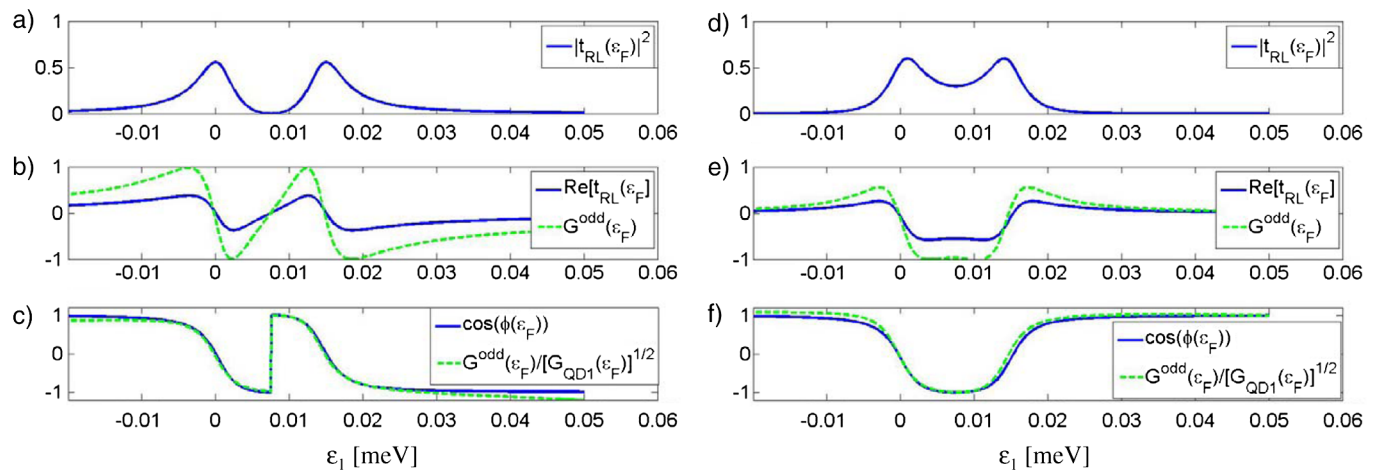 a)
1
0.5
0
|t_RL(ε_F)|²
-0.01 0 0.01 0.02 0.03 0.04 0.05 0.06
b)
1
0
-1
Re[t_RL(ε_F]
G^odd(ε_F)
-0.01 0 0.01 0.02 0.03 0.04 0.05 0.06
c)
1
0
-1
cos(ϕ(ε_F))
G^odd(ε_F)/[G_QD1(ε_F)]^1/2
-0.01 0 0.01 0.02 0.03 0.04 0.05 0.06
ε_1 [meV]
d)
1
0.5
0
|t_RL(ε_F)|²
-0.01 0 0.01 0.02 0.03 0.04 0.05 0.06
e)
1
0
-1
Re[t_RL(ε_F]
G^odd(ε_F)
-0.01 0 0.01 0.02 0.03 0.04 0.05 0.06
f)
1
0
-1
cos(ϕ(ε_F))
G^odd(ε_F)/[G_QD1(ε_F)]^1/2
-0.01 0 0.01 0.02 0.03 0.04 0.05 0.06
ε_1 [meV]